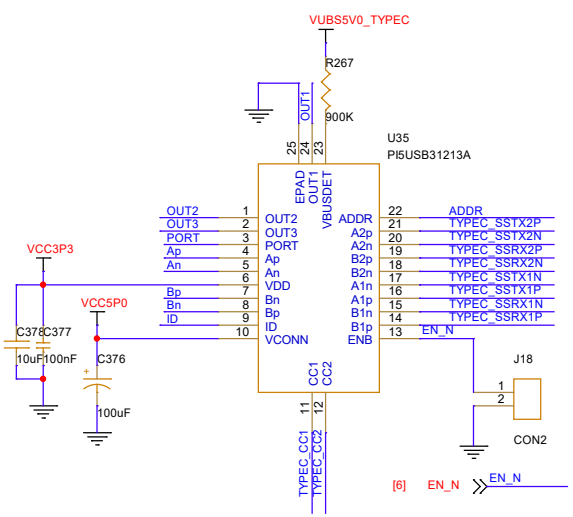 VUBS5V0_TYPEC
R267
900K
OUT1
25
24
23
U35
PI5USB31213A
EPAD
OUT1
VBUSDET
OUT2 1 OUT2 ADDR 22 ADDR
OUT3 2 OUT3 A2p 21 TYPEC_SSTX2P
PORT 3 PORT A2n 20 TYPEC_SSTX2N
Ap 4 Ap B2p 19 TYPEC_SSRX2P
An 5 An B2n 18 TYPEC_SSRX2N
6 VDD A1n 17 TYPEC_SSTX1N
Bp 7 Bn A1p 16 TYPEC_SSTX1P
Bn 8 Bp B1n 15 TYPEC_SSRX1N
ID 9 ID B1p 14 TYPEC_SSRX1P
10 VCONN ENB 13 EN_N
VCC3P3
VCC5P0
C378 C377
10uF 100nF
C376
+
100uF
CC1
CC2
11
12
TYPEC_CC1
TYPEC_CC2
J18
1
2
CON2
[6] EN_N EN_N